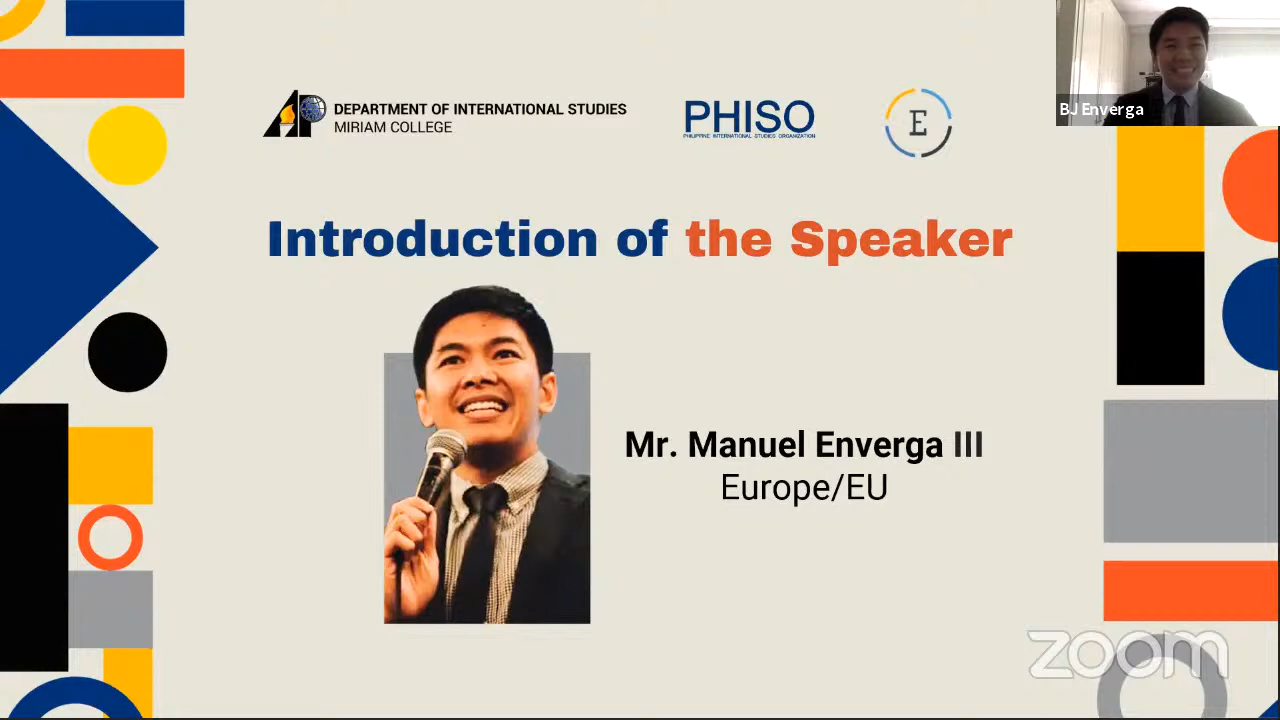 DEPARTMENT OF INTERNATIONAL STUDIES
MIRIAM COLLEGE
PHISO
PHILIPPINE INTERNATIONAL STUDIES ORGANIZATION
E
BJ Enverga
Introduction of the Speaker
Mr. Manuel Enverga III
Europe/EU
zoom